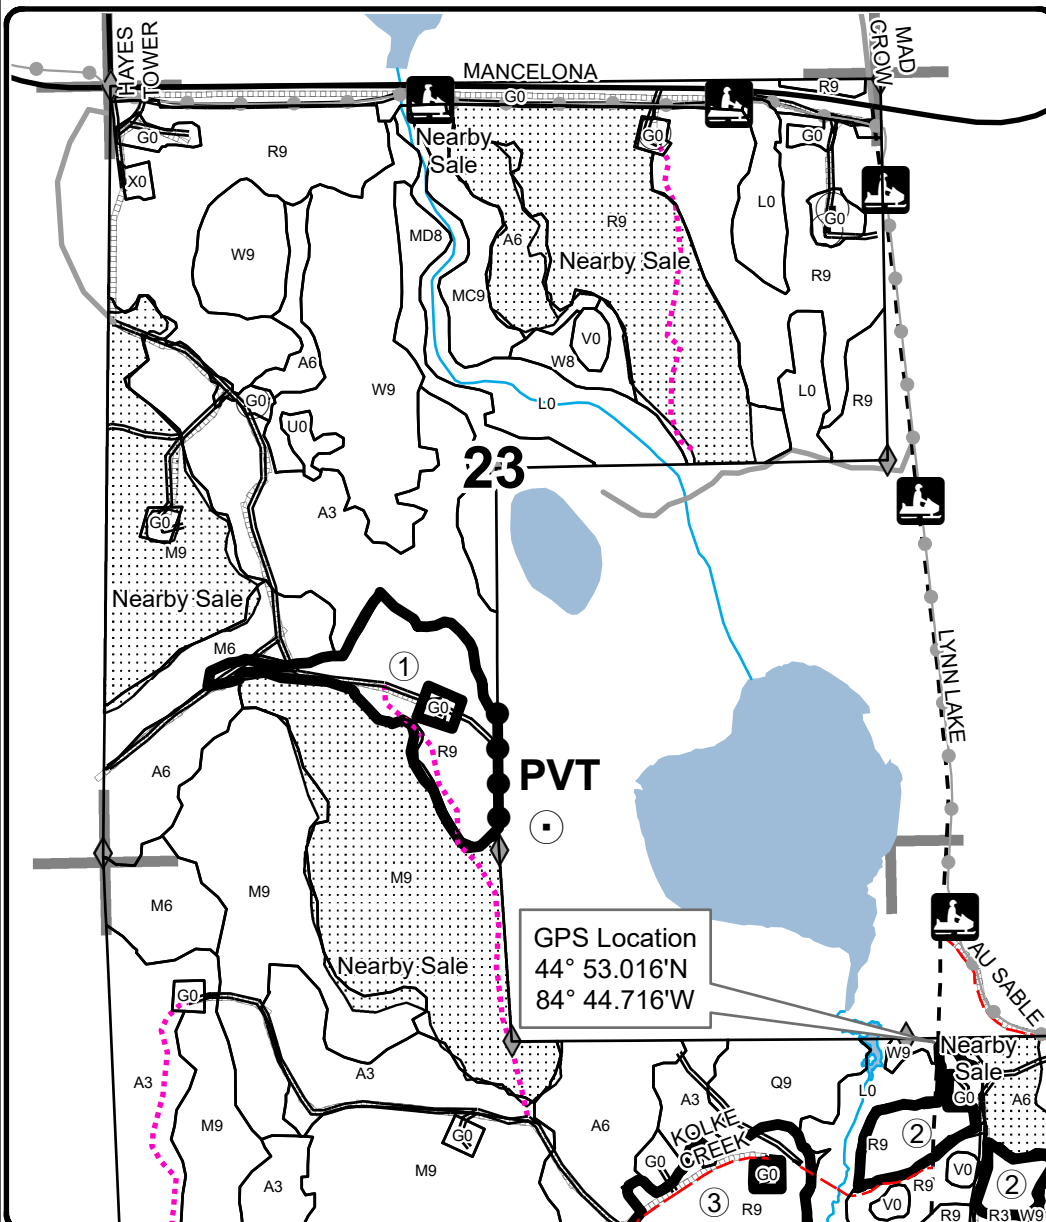 HAYES
TOWER
MANCELONA
MAD
CROW
R9
G0
G0
Nearby
Sale
G0
G0
R9
X0
L0
G0
R9
A6
MD8
W9
Nearby Sale
R9
MC9
V0
W8
A6
W9
L0
L0
R9
G0
U0
23
A3
G0
M9
Nearby Sale
M6
1
LYNN LAKE
G0
R9
PVT
A6
M9
M9
M6
GPS Location
44° 53.016'N
84° 44.716'W
Nearby Sale
AU SABLE
G0
Nearby
Sale
W9
A3
A3
Q9
L0
G0
A6
A3
M9
KOLKE
CREEK
A6
G0
R9
2
G0
M9
G0
V0
A3
R9
2
3
R9
V0
R9
R3
W9